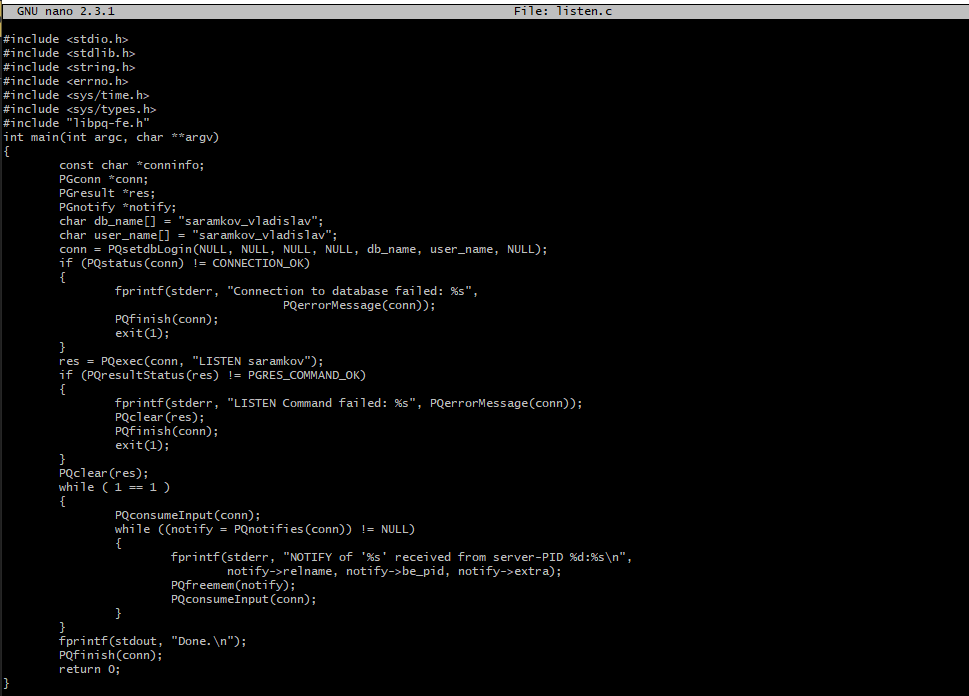 GNU nano 2.3.1 File: listen.c
#include <stdio.h>
#include <stdlib.h>
#include <string.h>
#include <errno.h>
#include <sys/time.h>
#include <sys/types.h>
#include "libpq-fe.h"
int main(int argc, char **argv)
{
        const char *conninfo;
        PGconn *conn;
        PGresult *res;
        PGnotify *notify;
        char db_name[] = "saramkov_vladislav";
        char user_name[] = "saramkov_vladislav";
        conn = PQsetdbLogin(NULL, NULL, NULL, NULL, db_name, user_name, NULL);
        if (PQstatus(conn) != CONNECTION_OK)
        {
                fprintf(stderr, "Connection to database failed: %s",
                                        PQerrorMessage(conn));
                PQfinish(conn);
                exit(1);
        }
        res = PQexec(conn, "LISTEN saramkov");
        if (PQresultStatus(res) != PGRES_COMMAND_OK)
        {
                fprintf(stderr, "LISTEN Command failed: %s", PQerrorMessage(conn));
                PQclear(res);
                PQfinish(conn);
                exit(1);
        }
        PQclear(res);
        while ( 1 == 1 )
        {
                PQconsumeInput(conn);
                while ((notify = PQnotifies(conn)) != NULL)
                {
                        fprintf(stderr, "NOTIFY of '%s' received from server-PID %d:%s\n",
                                notify->relname, notify->be_pid, notify->extra);
                        PQfreemem(notify);
                        PQconsumeInput(conn);
                }
        }
        fprintf(stdout, "Done.\n");
        PQfinish(conn);
        return 0;
}